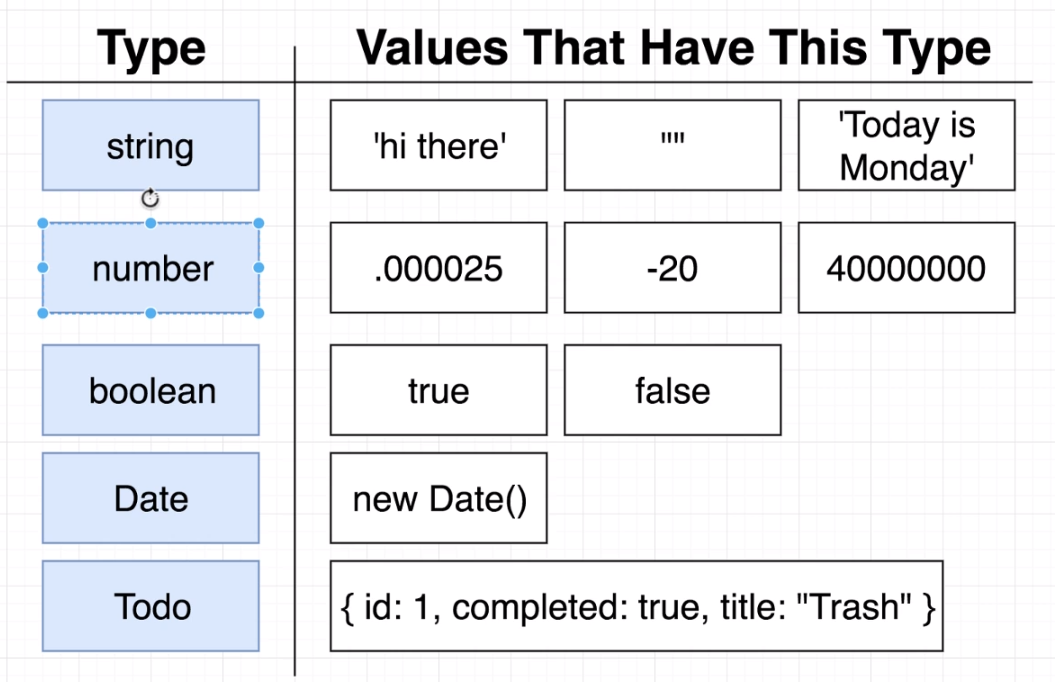 Type
Values That Have This Type
string
'hi there'
""
'Today is
Monday'
number
.000025
-20
40000000
boolean
true
false
Date
new Date()
Todo
{ id: 1, completed: true, title: "Trash" }